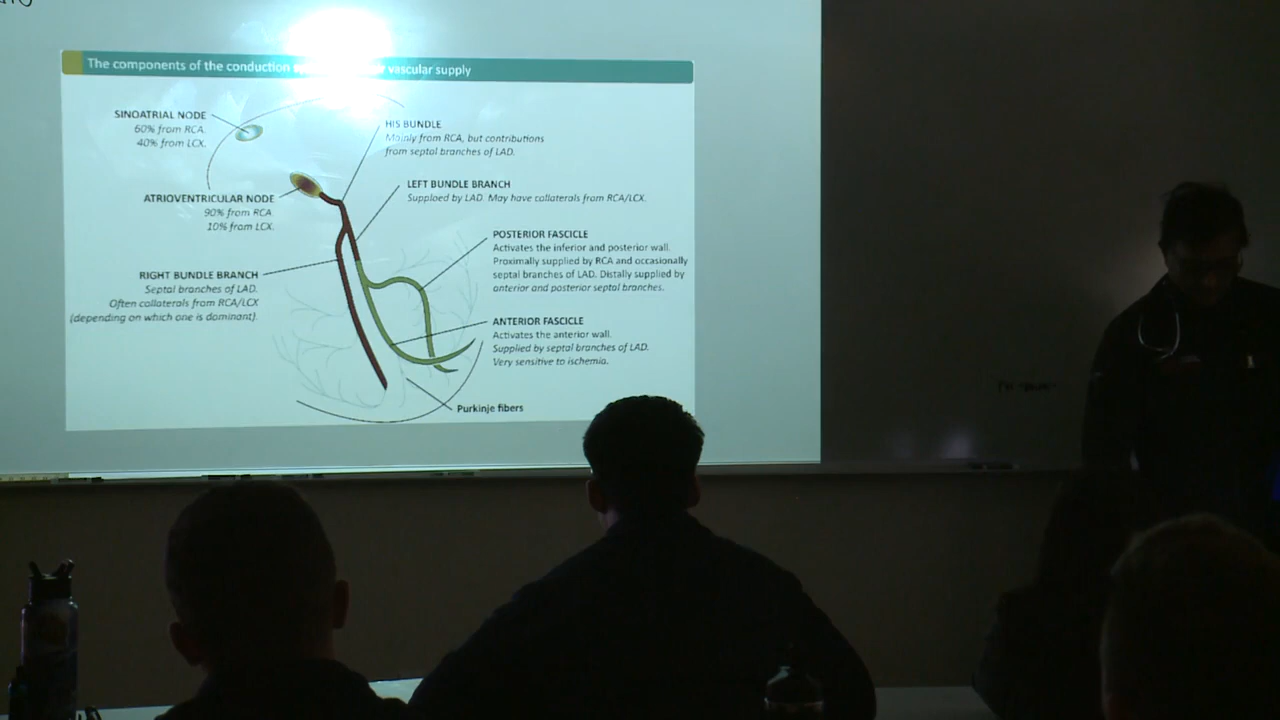 The components of the conduction vascular supply
SINOATRIAL NODE
60% from RCA.
40% from LCX.
HIS BUNDLE
Mainly from RCA, but contributions
from septal branches of LAD.
ATRIOVENTRICULAR NODE
90% from RCA.
10% from LCX.
LEFT BUNDLE BRANCH
Supploed by LAD. May have collaterals from RCA/LCX.
POSTERIOR FASCICLE
Activates the inferior and posterior wall.
Proximally supplied by RCA and occasionally
septal branches of LAD. Distally supplied by
anterior and posterior septal branches.
RIGHT BUNDLE BRANCH
Septal branches of LAD.
Often collaterals from RCA/LCX
(depending on which one is dominant).
ANTERIOR FASCICLE
Activates the anterior wall.
Supplied by septal branches of LAD.
Very sensitive to ischemia.
Purkinje fibers